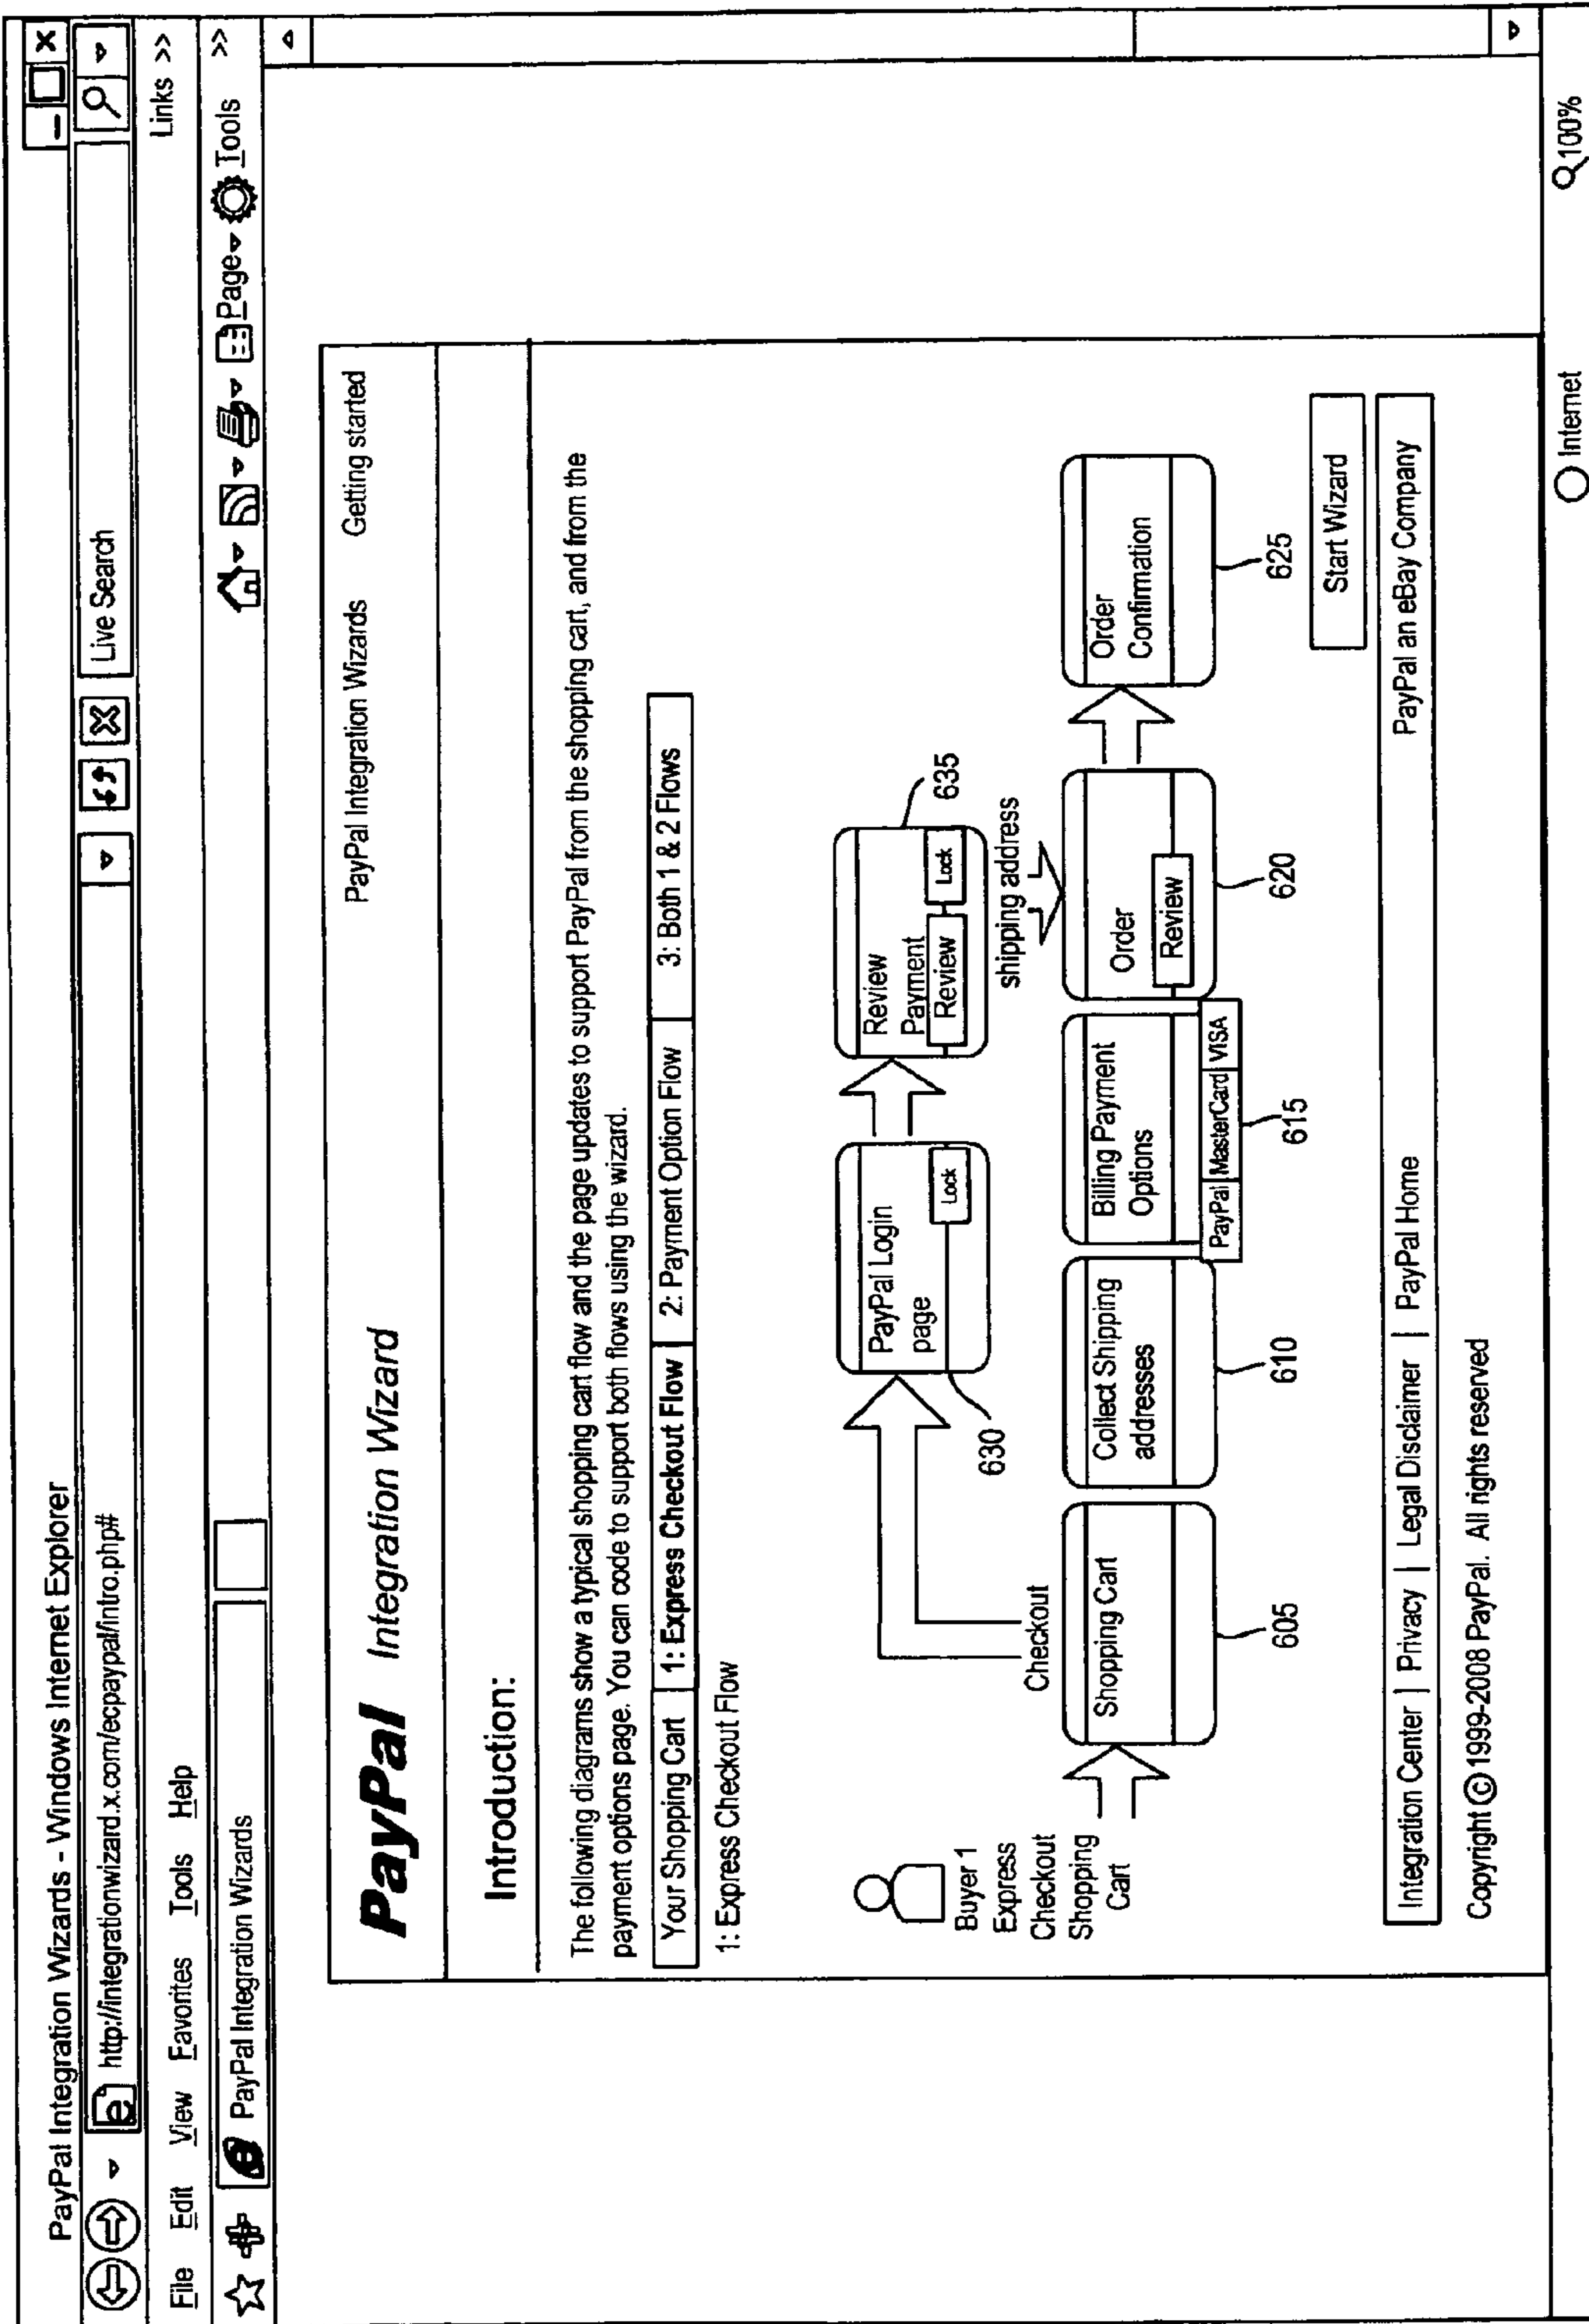 PayPal Integration Wizards - Windows Internet Explorer
http://integrationwizard.x.com/ecpaypal/intro.php#
Live Search
File Edit View Favorites Tools Help
Links >>
PayPal Integration Wizards
Page Tools >>
PayPal Integration Wizard
PayPal Integration Wizards Getting started
Introduction:
The following diagrams show a typical shopping cart flow and the page updates to support PayPal from the shopping cart, and from the
payment options page. You can code to support both flows using the wizard.
Your Shopping Cart 1: Express Checkout Flow 2: Payment Option Flow 3: Both 1 & 2 Flows
1: Express Checkout Flow
Buyer 1
Express
Checkout
Shopping
Cart
Checkout
PayPal Login
page
Lock
630
Review
Payment
Review
Lock
635
shipping address
Shopping Cart
605
Collect Shipping
addresses
610
Billing Payment
Options
PayPal MasterCard VISA
615
Order
Review
620
Order
Confirmation
625
Start Wizard
Integration Center | Privacy | Legal Disclaimer | PayPal Home
PayPal an eBay Company
Copyright © 1999-2008 PayPal. All rights reserved
Internet
100%